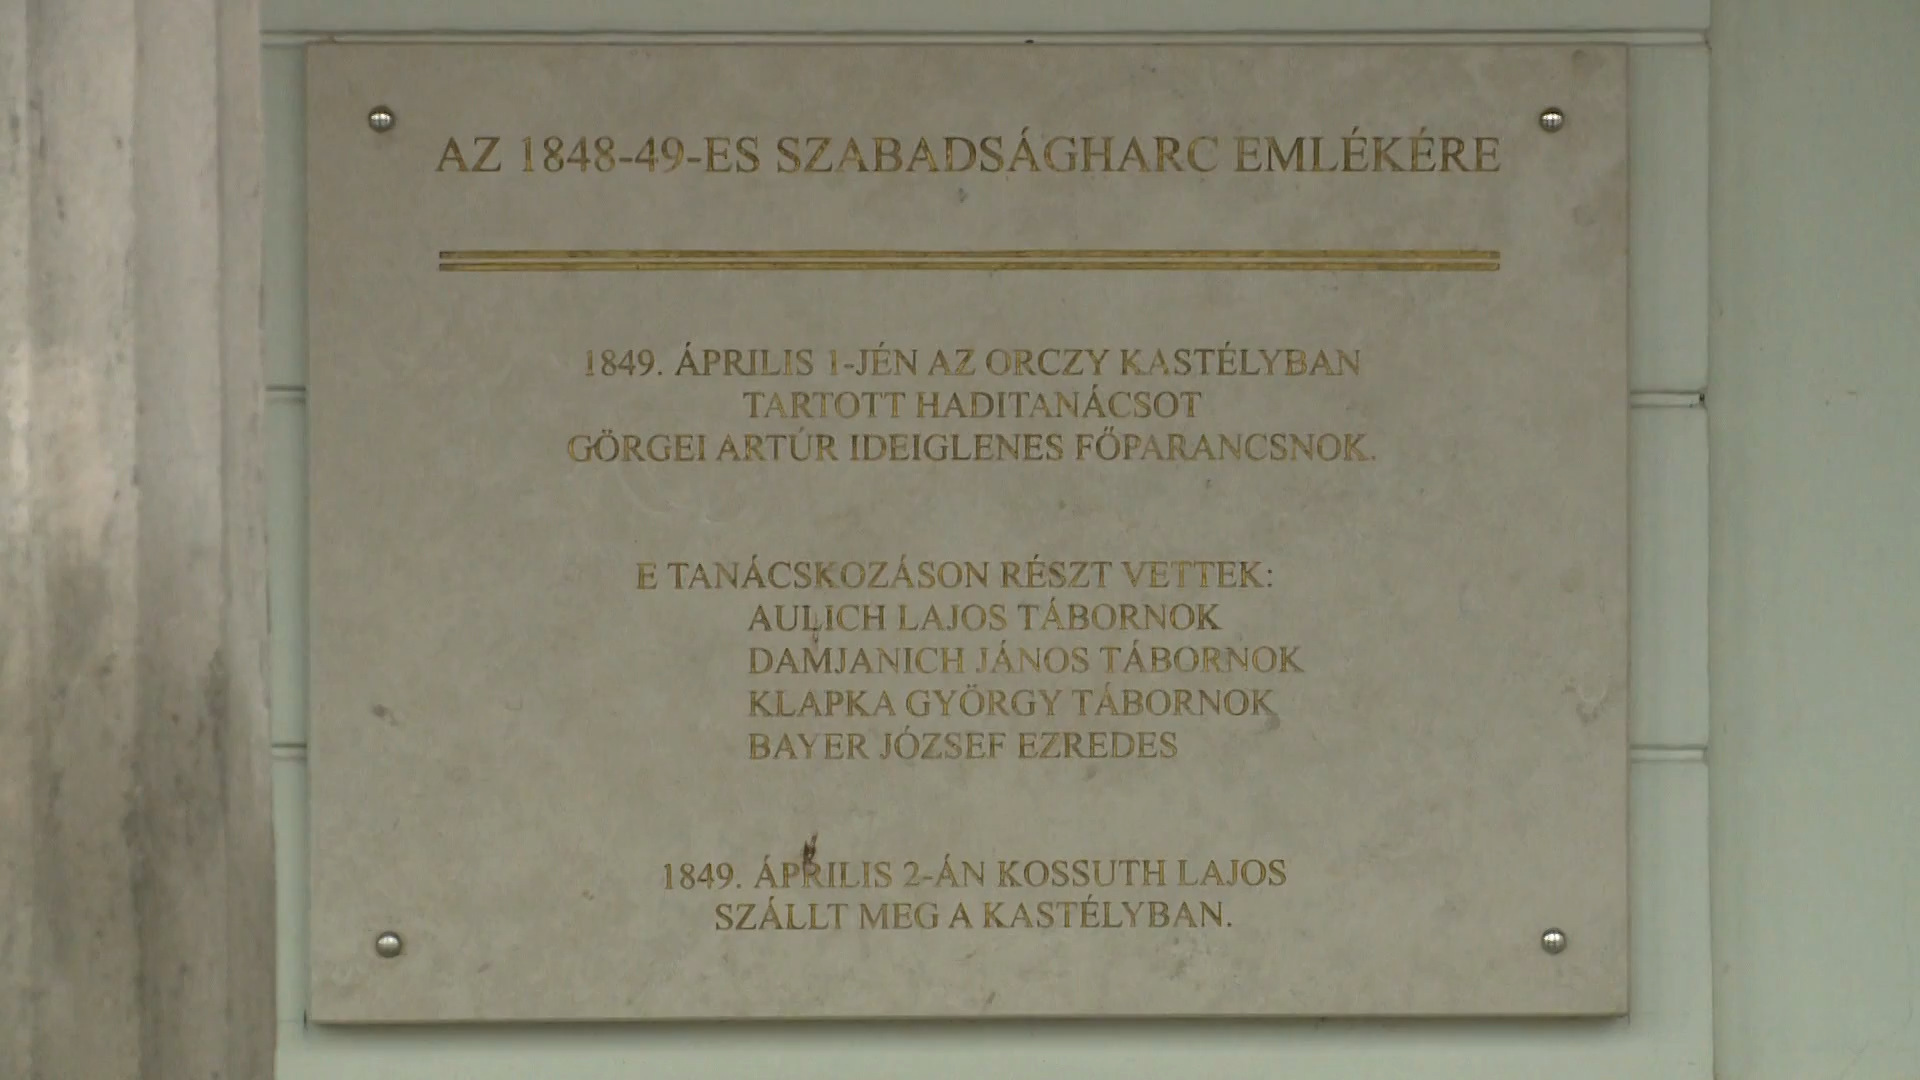 AZ 1848-49-ES SZABADSÁGHARC EMLÉKÉRE
1849. ÁPRILIS 1-JÉN AZ ORCZY KASTÉLYBAN
TARTOTT HADITANÁCSOT
GÖRGEI ARTÚR IDEIGLENES FŐPARANCSNOK.
E TANÁCSKOZÁSON RÉSZT VETTEK:
AULICH LAJOS TÁBORNOK
DAMJANICH JÁNOS TÁBORNOK
KLAPKA GYÖRGY TÁBORNOK
BAYER JÓZSEF EZREDES
1849. ÁPRILIS 2-ÁN KOSSUTH LAJOS
SZÁLLT MEG A KASTÉLYBAN.